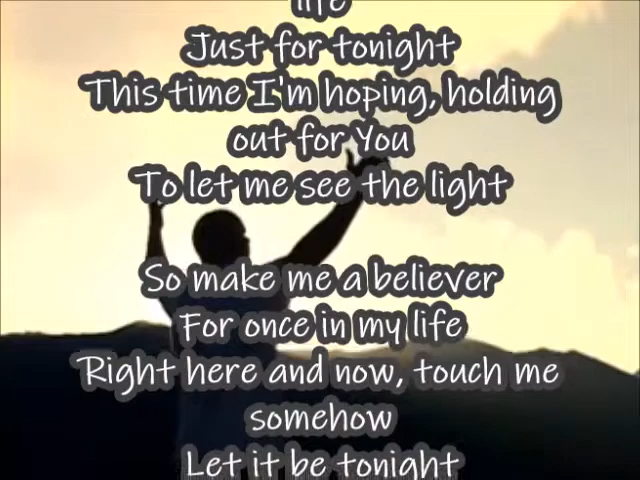 life
Just for tonight
This time I'm hoping, holding
out for You
To let me see the light
So make me a believer
For once in my life
Right here and now, touch me
somehow
Let it be tonight